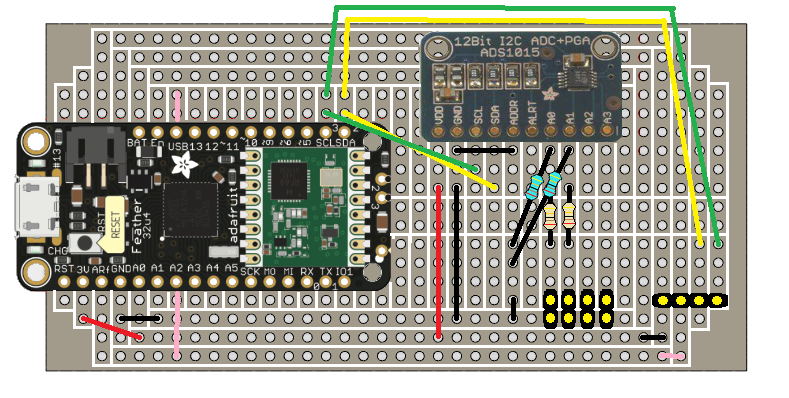 12Bit I2C ADC+PGA
ADS1015
VDD GND SCL SDA ADDR ALRT A0 A1 A2 A3
BAT En USB 13 12 ~11 ~10 ~9 ~6 ~5 SCL SDA
3 2
#13
RST
RESET
Feather
32u4
adafruit
CHG
RST 3V ARf GND A0 A1 A2 A3 A4 A5 SCK MO MI RX TX IO1
0 1
2 3